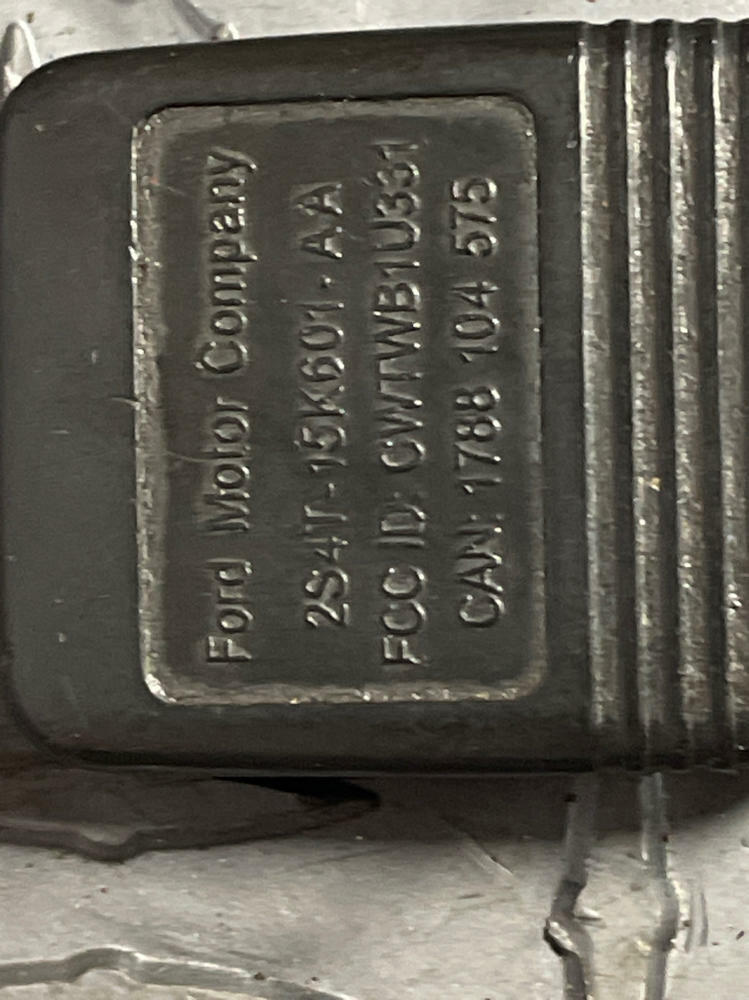 Ford Motor Company
2S4T-15K601-AA
FCC ID: CWTWB1U331
CAN: 1788 104 575